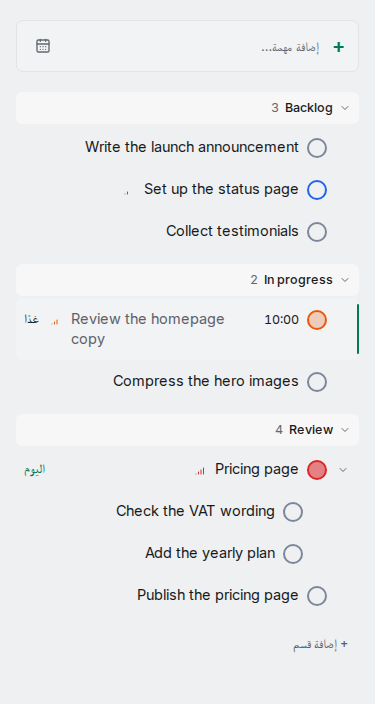 إضافة مهمة...
Backlog 3
Write the launch announcement
Set up the status page
Collect testimonials
In progress 2
10:00 Review the homepage copy غدًا
Compress the hero images
Review 4
Pricing page اليوم
Check the VAT wording
Add the yearly plan
Publish the pricing page
+ إضافة قسم